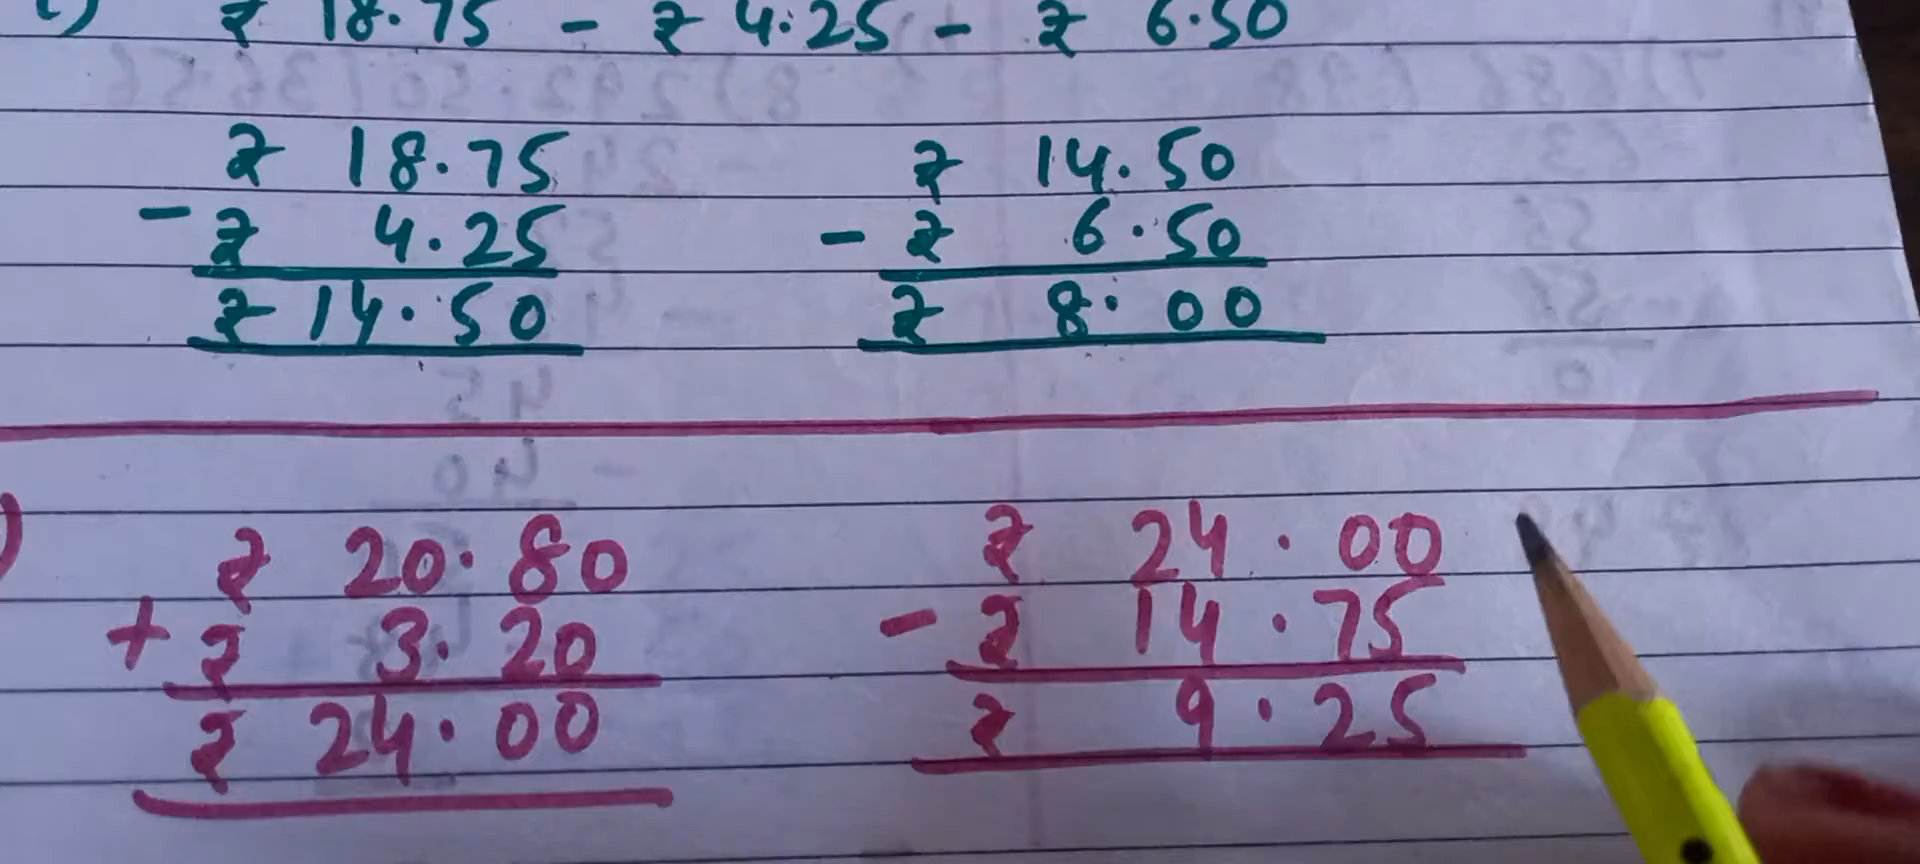 ₹ 18.75 - ₹ 4.25 - ₹ 6.50
₹ 18.75
- ₹ 4.25
₹ 14.50
₹ 14.50
- ₹ 6.50
₹ 8.00
₹ 20.80
+ ₹ 3.20
₹ 24.00
₹ 24.00
- ₹ 14.75
₹ 9.25